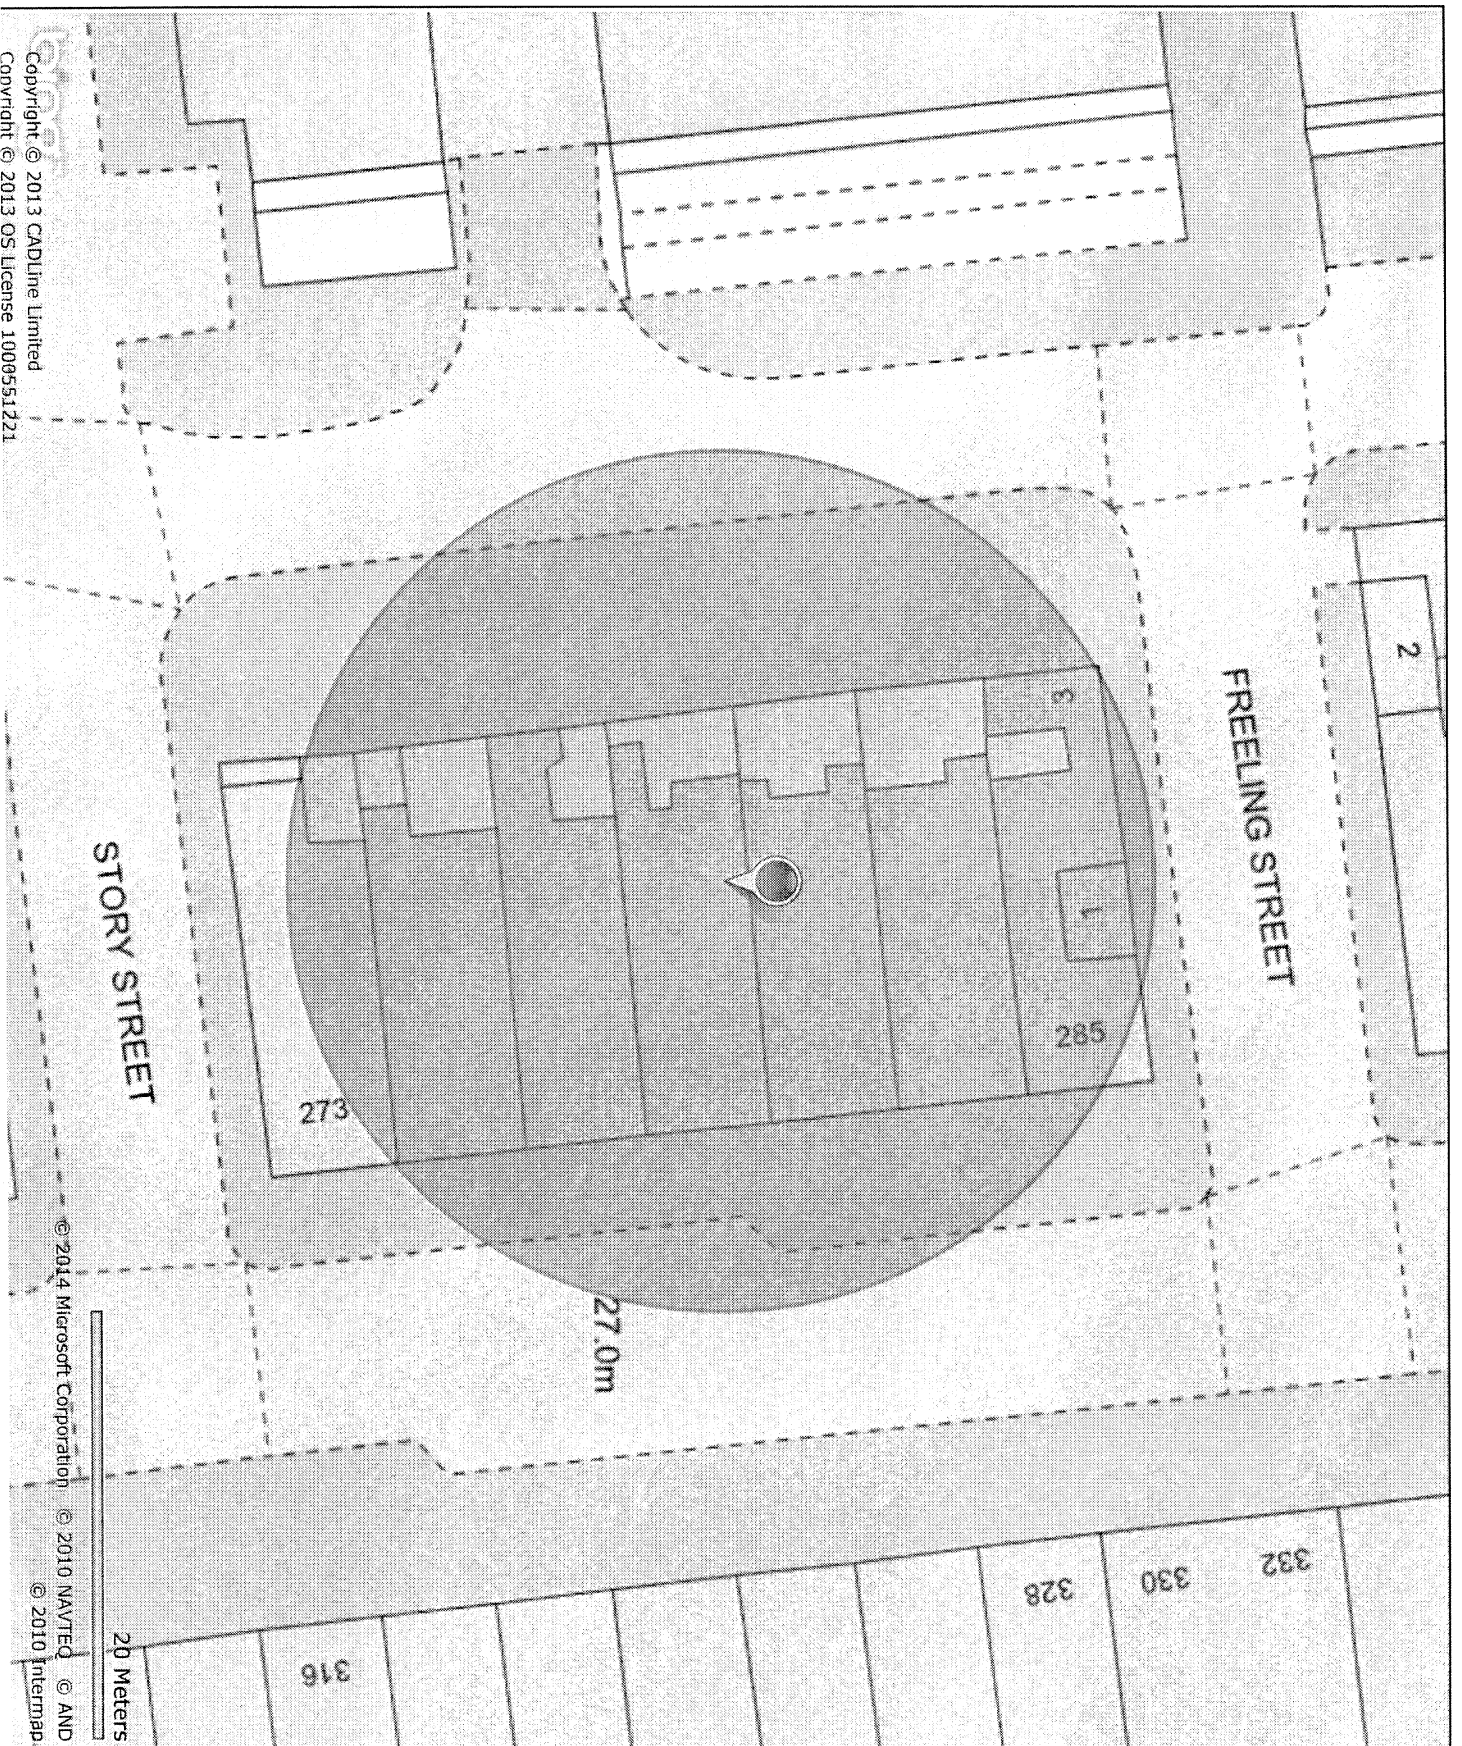 Copyright © 2013 CADLine Limited
Copyright © 2013 OS License 100051221
2
FREELING STREET
3
1
285
STORY STREET
273
27.0m
© 2014 Microsoft Corporation © 2010 NAVTEQ © AND
© 2010 Intermap
20 Meters
332
330
328
316